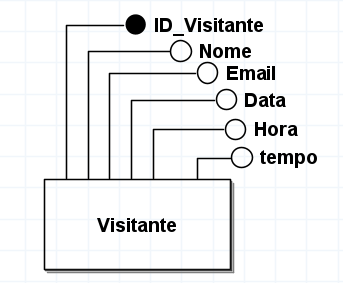 ID_Visitante
Nome
Email
Data
Hora
tempo
Visitante